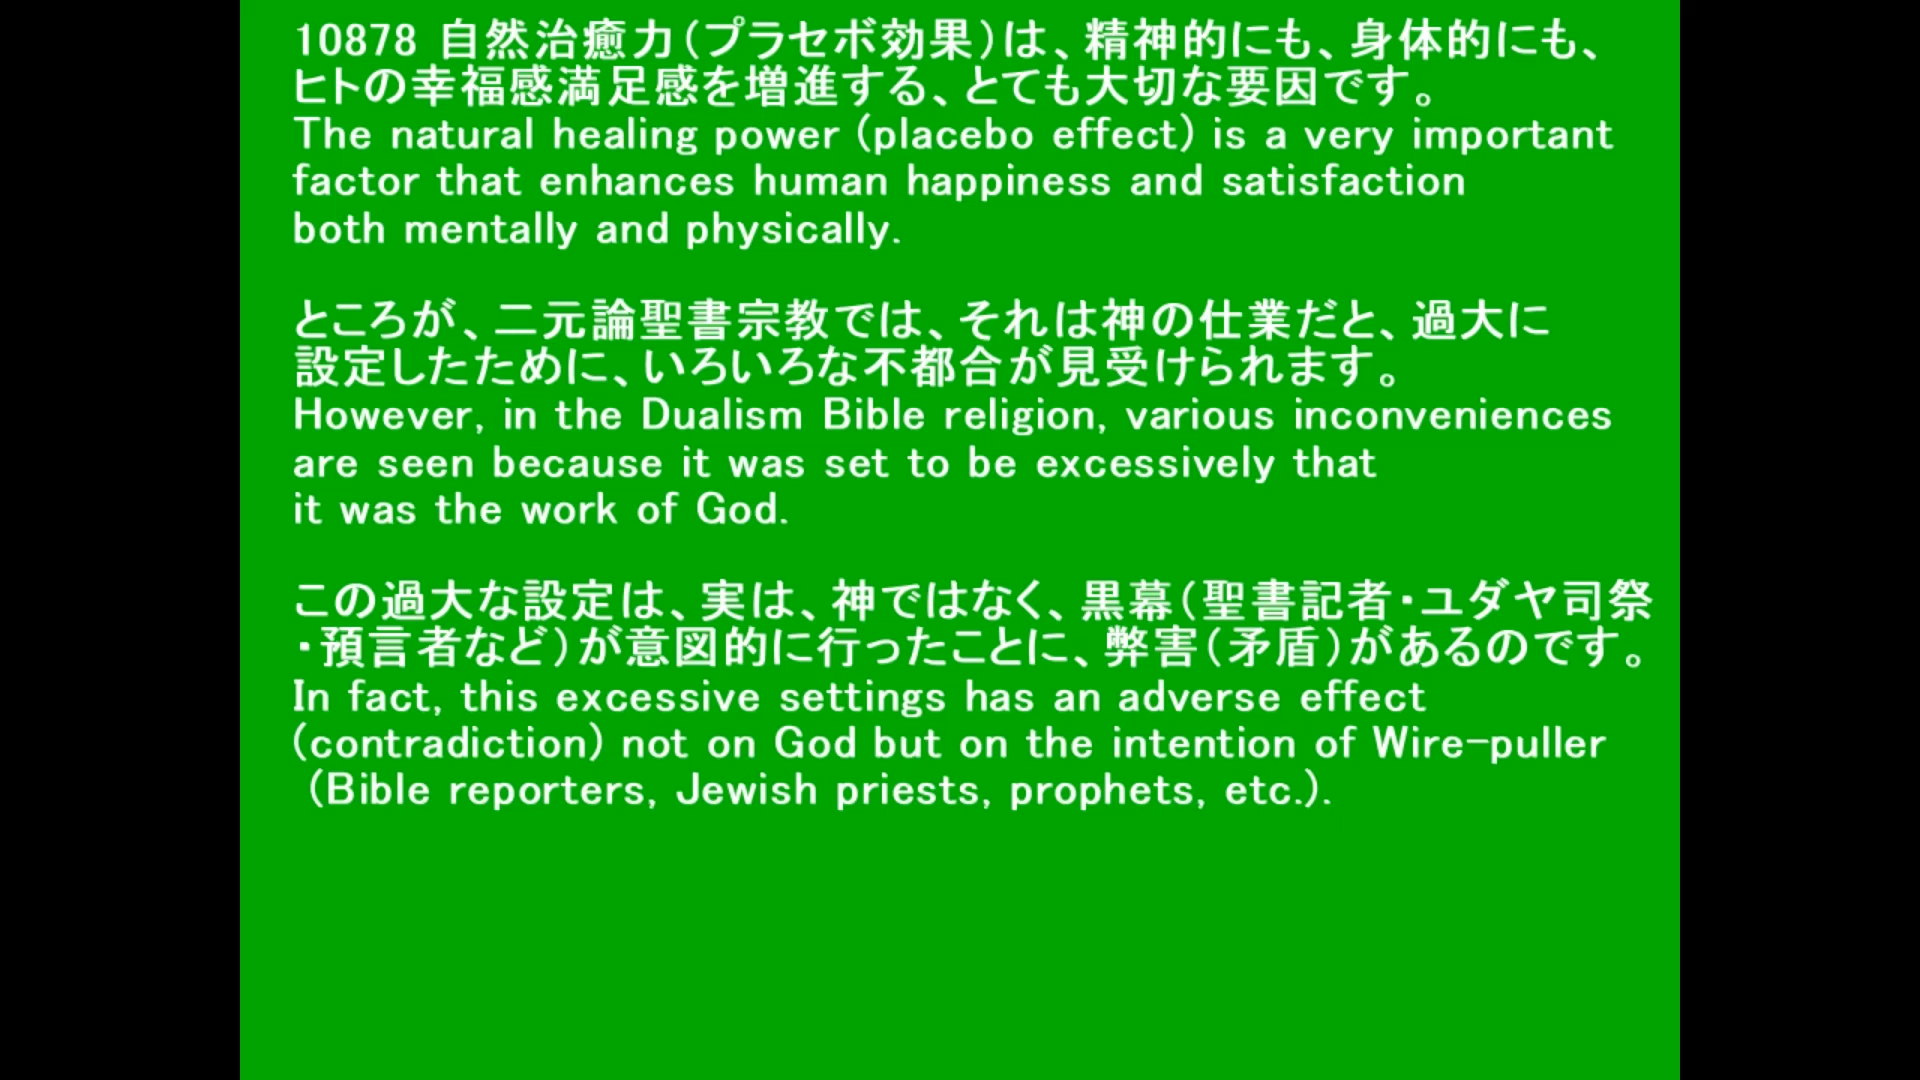 10878 自然治癒力(プラセボ効果)は、精神的にも、身体的にも、
ヒトの幸福感満足感を増進する、とても大切な要因です。
The natural healing power (placebo effect) is a very important
factor that enhances human happiness and satisfaction
both mentally and physically.
ところが、二元論聖書宗教では、それは神の仕業だと、過大に
設定したために、いろいろな不都合が見受けられます。
However, in the Dualism Bible religion, various inconveniences
are seen because it was set to be excessively that
it was the work of God.
この過大な設定は、実は、神ではなく、黒幕(聖書記者・ユダヤ司祭
・預言者など)が意図的に行ったことに、弊害(矛盾)があるのです。
In fact, this excessive settings has an adverse effect
(contradiction) not on God but on the intention of Wire-puller
(Bible reporters, Jewish priests, prophets, etc.).